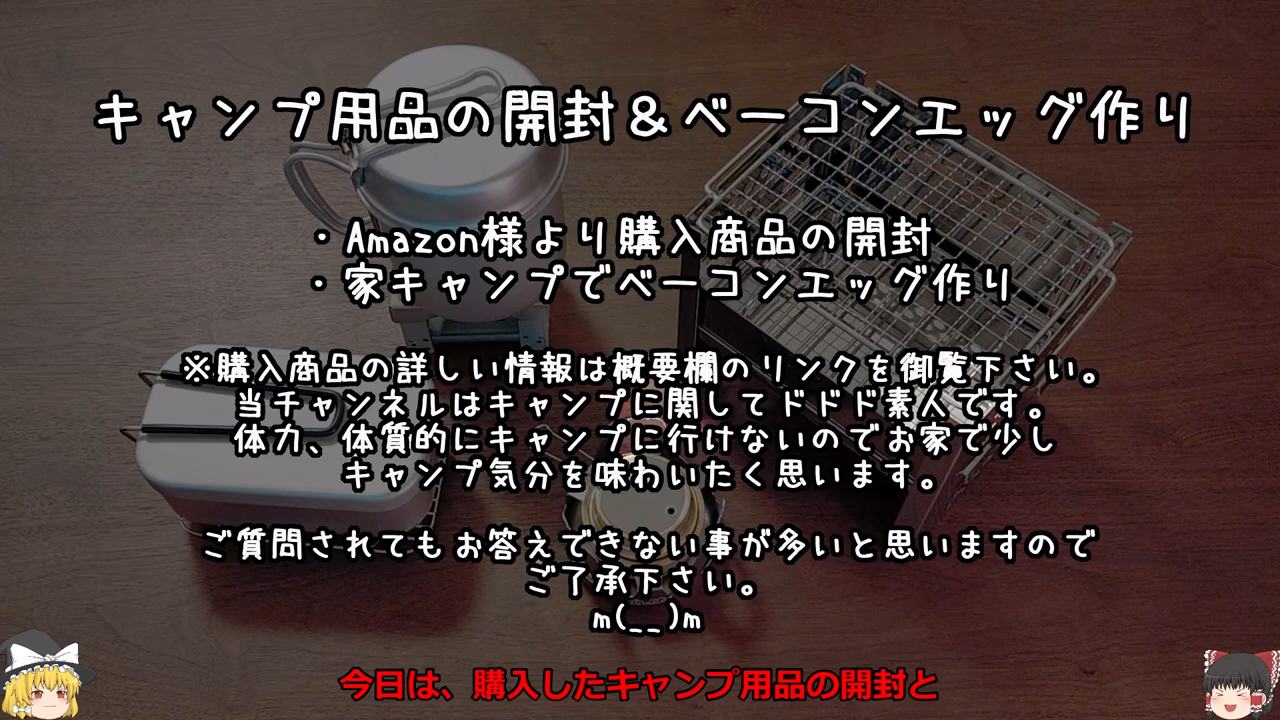 キャンプ用品の開封&ベーコンエッグ作り
・Amazon様より購入商品の開封
・家キャンプでベーコンエッグ作り
※購入商品の詳しい情報は概要欄のリンクを御覧下さい。
当チャンネルはキャンプに関してドドド素人です。
体力、体質的にキャンプに行けないのでお家で少し
キャンプ気分を味わいたく思います。
ご質問されてもお答えできない事が多いと思いますので
ご了承下さい。
m(__)m
今日は、購入したキャンプ用品の開封と